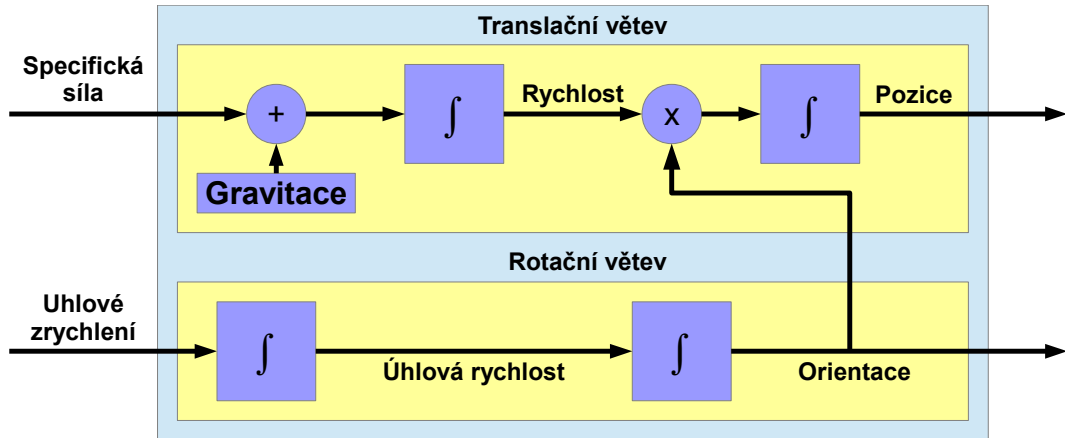 Translační větev
Specifická
síla
+
∫
Rychlost
x
∫
Pozice
Gravitace
Rotační větev
Uhlové
zrychlení
∫
Úhlová rychlost
∫
Orientace